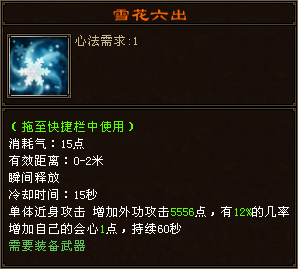 雪花六出
心法需求:1
（拖至快捷栏中使用）
消耗气：15点
有效距离：0-2米
瞬间释放
冷却时间：15秒
单体近身攻击 增加外功攻击5556点，有12%的几率
增加自己的会心1点，持续60秒
需要装备武器